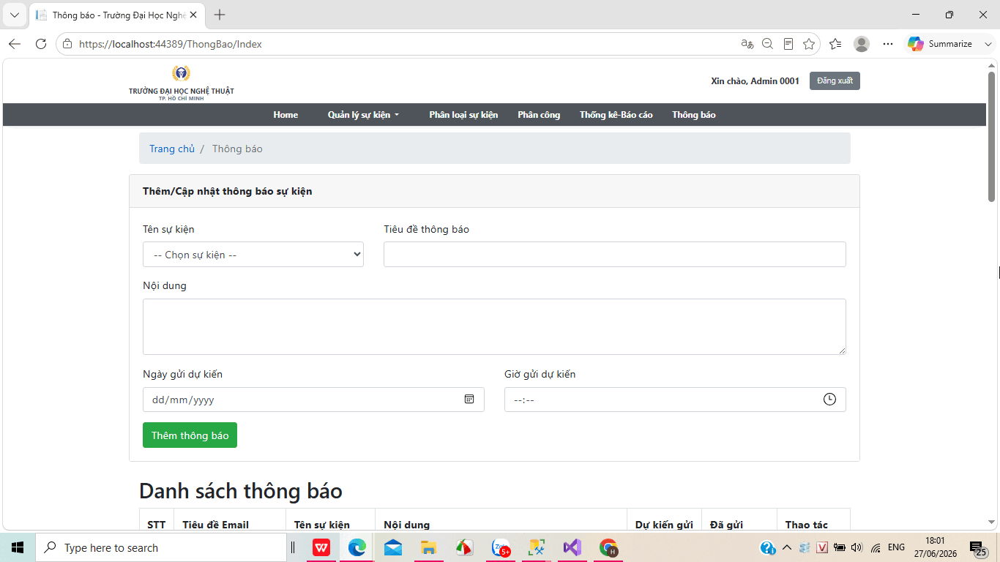 Thông báo - Trường Đại Học Nghệ
https://localhost:44389/ThongBao/Index
Summarize
TRƯỜNG ĐẠI HỌC NGHỆ THUẬT
TP. HỒ CHÍ MINH
Xin chào, Admin 0001
Đăng xuất
Home
Quản lý sự kiện
Phân loại sự kiện
Phân công
Thống kê-Báo cáo
Thông báo
Trang chủ / Thông báo
Thêm/Cập nhật thông báo sự kiện
Tên sự kiện
Tiêu đề thông báo
-- Chọn sự kiện --
Nội dung
Ngày gửi dự kiến
Giờ gửi dự kiến
dd/mm/yyyy
--:--
Thêm thông báo
Danh sách thông báo
STT
Tiêu đề Email
Tên sự kiện
Nội dung
Dự kiến gửi
Đã gửi
Thao tác
Type here to search
5+
H
ENG
18:01
27/06/2026
25